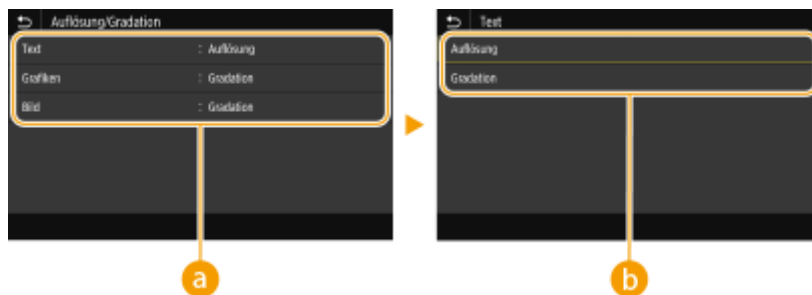 Auflösung/Gradation
Text : Auflösung
Grafiken : Gradation
Bild : Gradation
a
Text
Auflösung
Gradation
b